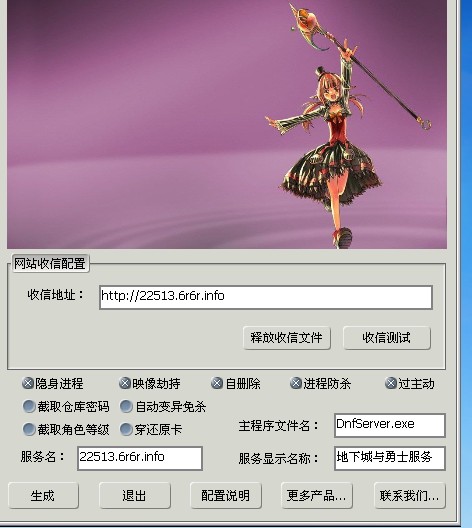 网站收信配置
收信地址： http://22513.6r6r.info
释放收信文件 收信测试
隐身进程 映像劫持 自删除 进程防杀 过主动
截取仓库密码 自动变异免杀
主程序文件名： DnfServer.exe
截取角色等级 穿还原卡
服务名： 22513.6r6r.info 服务显示名称： 地下城与勇士服务
生成 退出 配置说明 更多产品... 联系我们...